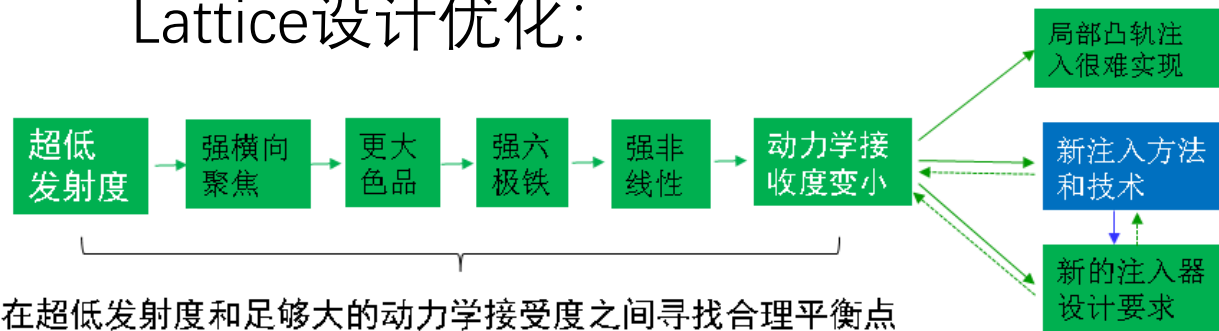 Lattice设计优化：
局部凸轨注
入很难实现
超低
发射度
强横向
聚焦
更大
色品
强六
极铁
强非
线性
动力学接
收度变小
新注入方法
和技术
新的注入器
设计要求
在超低发射度和足够大的动力学接受度之间寻找合理平衡点